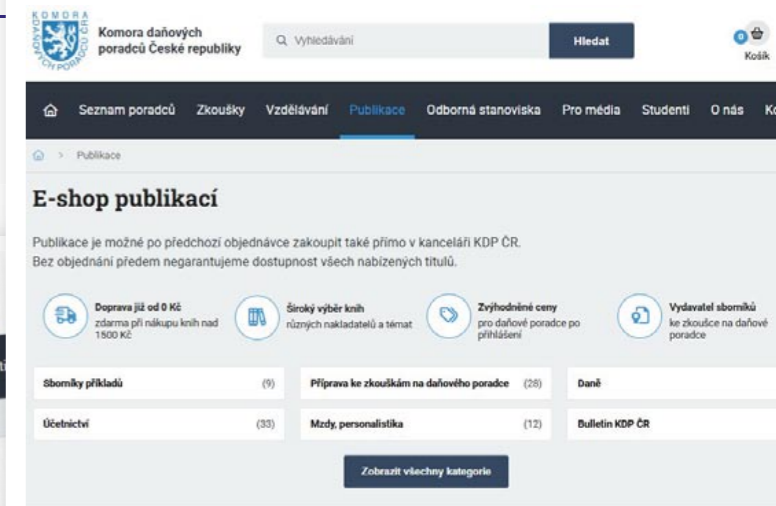 KOMORA
DAŇOVÝCH
PORADCŮ ČR
Komora daňových
poradců České republiky
Vyhledávání
Hledat
0
Košík
Seznam poradců Zkoušky Vzdělávání Publikace Odborná stanoviska Pro média Studenti O nás
> Publikace
E-shop publikací
Publikace je možné po předchozí objednávce zakoupit také přímo v kanceláři KDP ČR.
Bez objednání předem negarantujeme dostupnost všech nabízených titulů.
Doprava již od 0 Kč
zdarma při nákupu knih nad
1500 Kč
Široký výběr knih
různých nakladatelů a témat
Zvýhodněné ceny
pro daňové poradce po
přihlášení
Vydavatel sborníků
ke zkoušce na daňové
poradce
Sborníky příkladů (9) Příprava ke zkouškám na daňového poradce (28) Daně
Účetnictví (33) Mzdy, personalistika (12) Bulletin KDP ČR
Zobrazit všechny kategorie